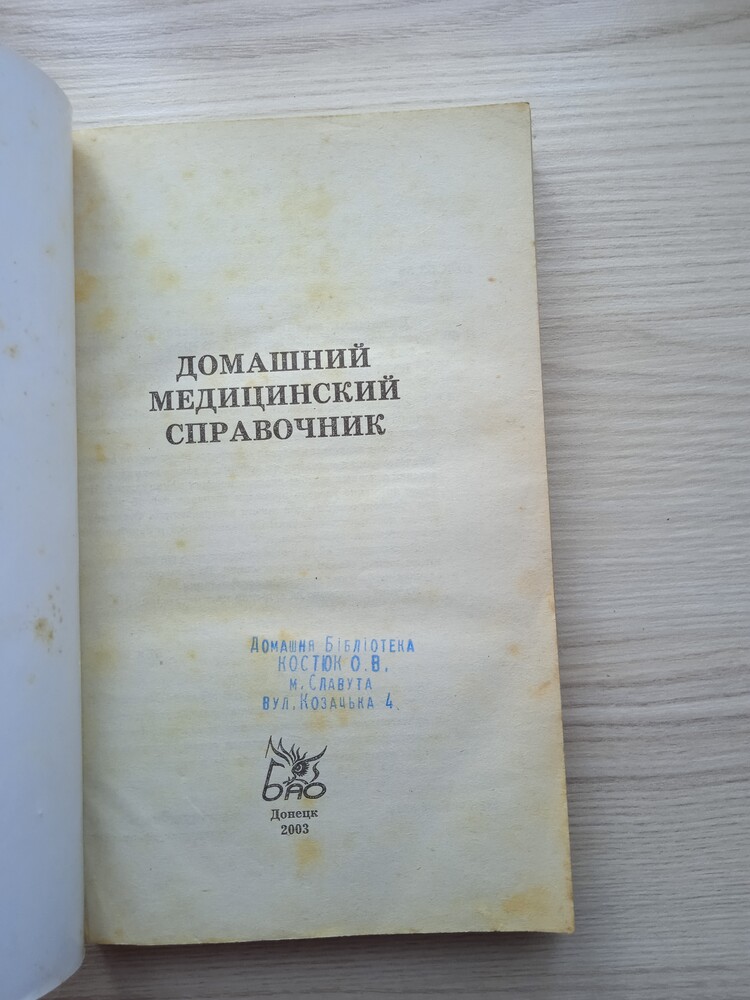 ДОМАШНИЙ
МЕДИЦИНСКИЙ
СПРАВОЧНИК
ДОМАШНЯ БІБЛІОТЕКА
КОСТЮК О.В.
м. СЛАВУТА
ВУЛ. КОЗАЦЬКА 4.
БАО
Донецк
2003